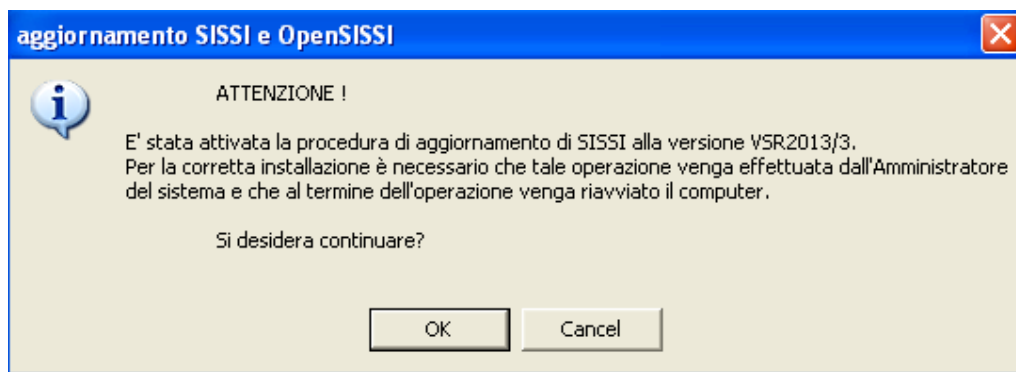 aggiornamento SISSI e OpenSISSI
ATTENZIONE !
E' stata attivata la procedura di aggiornamento di SISSI alla versione VSR2013/3.
Per la corretta installazione è necessario che tale operazione venga effettuata dall'Amministratore
del sistema e che al termine dell'operazione venga riavviato il computer.
Si desidera continuare?
OK
Cancel